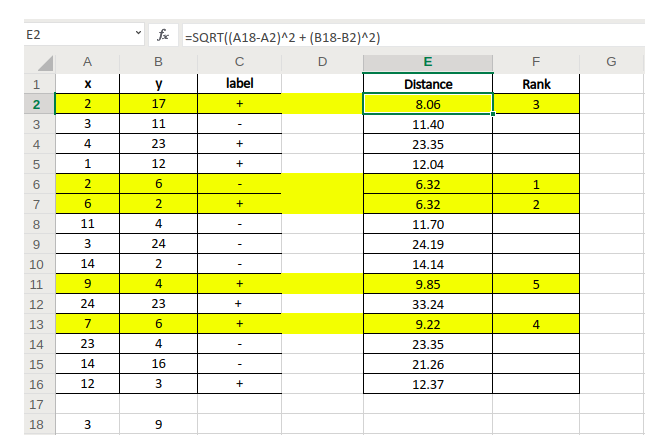 E2 fx =SQRT((A18-A2)^2 + (B18-B2)^2)
A B C D E F G
1 x y label Distance Rank
2 2 17 + 8.06 3
3 3 11 - 11.40
4 4 23 + 23.35
5 1 12 + 12.04
6 2 6 - 6.32 1
7 6 2 + 6.32 2
8 11 4 - 11.70
9 3 24 - 24.19
10 14 2 - 14.14
11 9 4 + 9.85 5
12 24 23 + 33.24
13 7 6 + 9.22 4
14 23 4 - 23.35
15 14 16 - 21.26
16 12 3 + 12.37
17
18 3 9